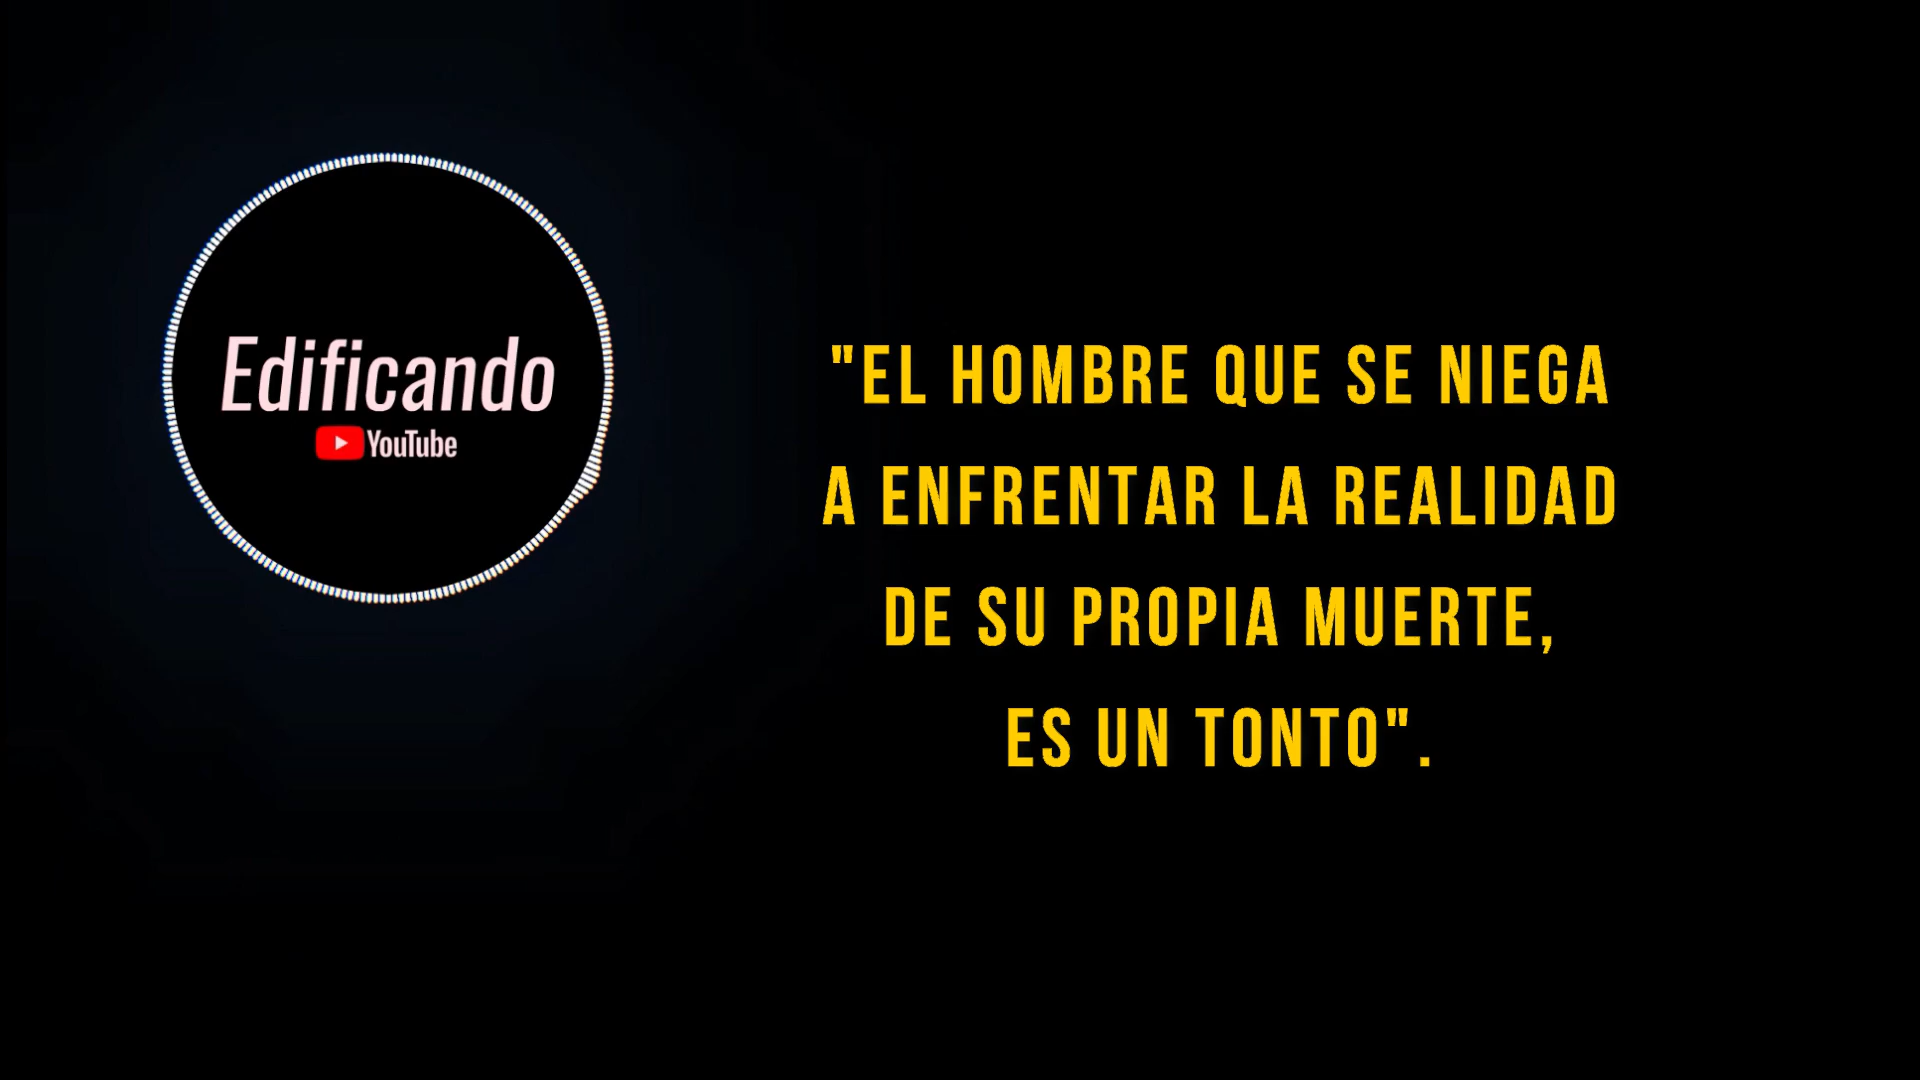 Edificando
YouTube
"EL HOMBRE QUE SE NIEGA
A ENFRENTAR LA REALIDAD
DE SU PROPIA MUERTE,
ES UN TONTO".